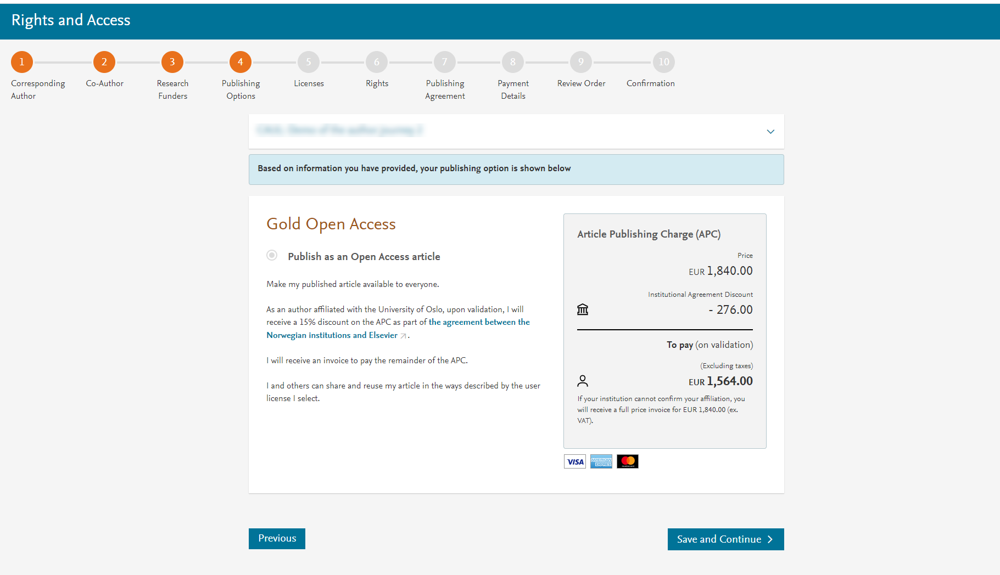 Rights and Access
1
2
3
4
5
6
7
8
9
10
Corresponding
Author
Co-Author
Research
Funders
Publishing
Options
Licenses
Rights
Publishing
Agreement
Payment
Details
Review Order
Confirmation
Based on information you have provided, your publishing option is shown below
Gold Open Access
Publish as an Open Access article
Make my published article available to everyone.
As an author affiliated with the University of Oslo, upon validation, I will
receive a 15% discount on the APC as part of the agreement between the
Norwegian institutions and Elsevier.
I will receive an invoice to pay the remainder of the APC.
I and others can share and reuse my article in the ways described by the user
license I select.
Article Publishing Charge (APC)
Price
EUR 1,840.00
Institutional Agreement Discount
- 276.00
To pay (on validation)
(Excluding taxes)
EUR 1,564.00
If your institution cannot confirm your affiliation, you
will receive a full price invoice for EUR 1,840.00 (ex.
VAT).
VISA
AMERICAN
EXPRESS
mastercard
Previous
Save and Continue